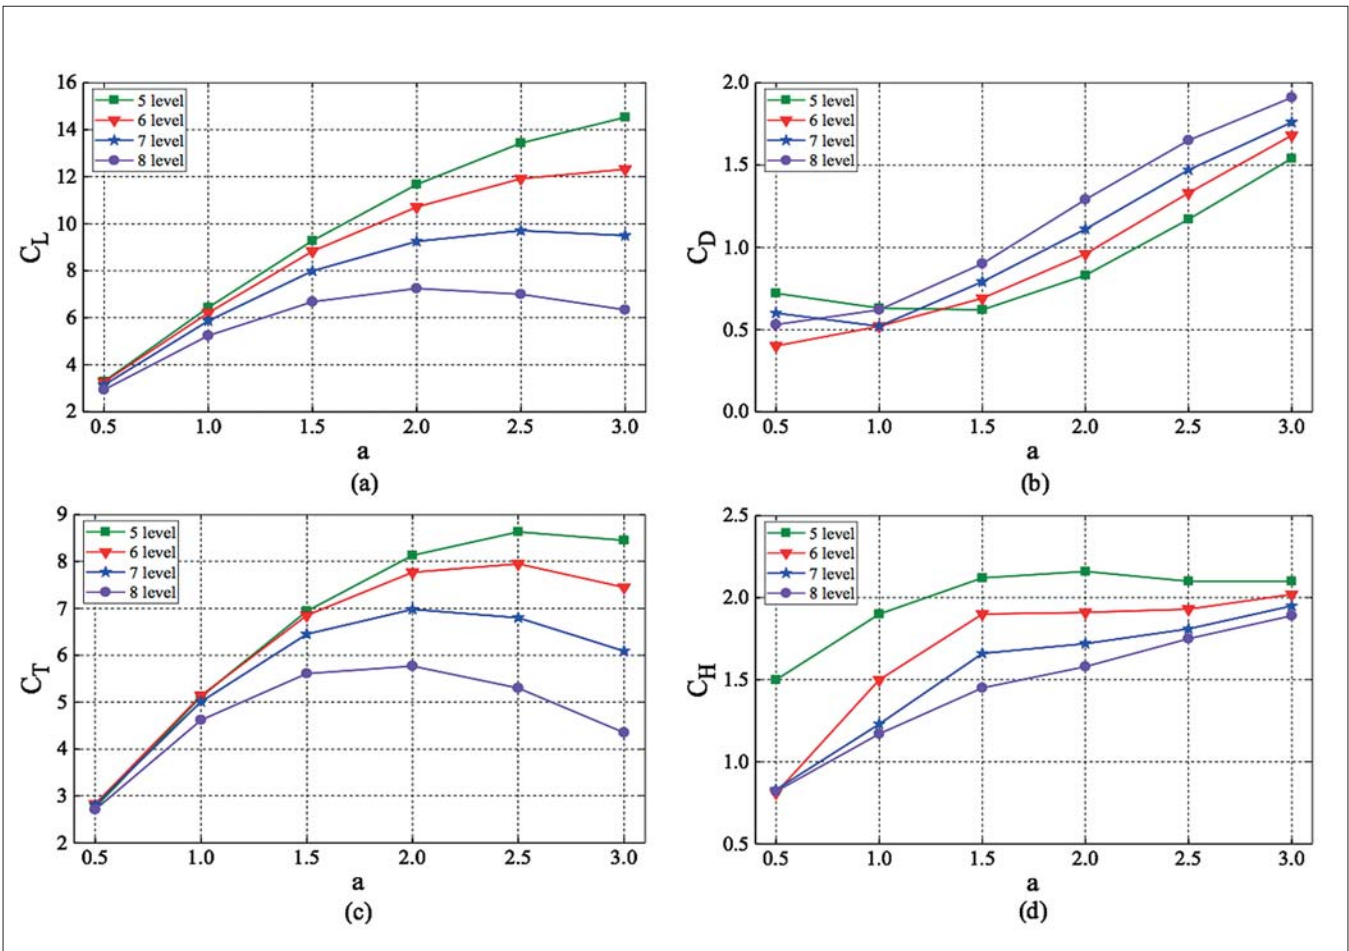 16
14
12
10
8
6
4
2
C_L
5 level
6 level
7 level
8 level
0.5 1.0 1.5 2.0 2.5 3.0
a
(a)
2.0
1.5
1.0
0.5
0.0
C_D
5 level
6 level
7 level
8 level
0.5 1.0 1.5 2.0 2.5 3.0
a
(b)
9
8
7
6
5
4
3
2
C_T
5 level
6 level
7 level
8 level
0.5 1.0 1.5 2.0 2.5 3.0
a
(c)
2.5
2.0
1.5
1.0
0.5
C_H
5 level
6 level
7 level
8 level
0.5 1.0 1.5 2.0 2.5 3.0
a
(d)